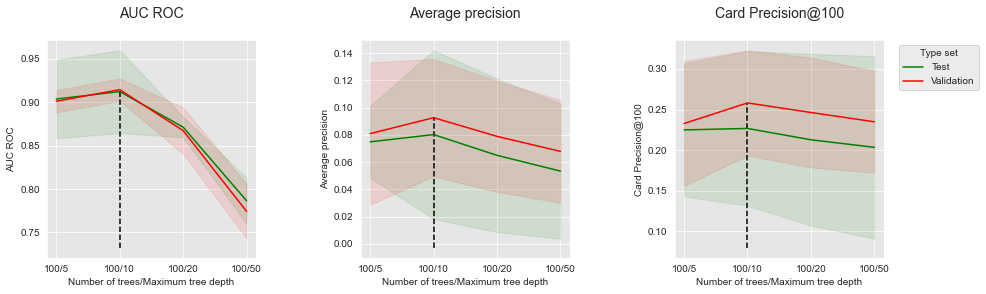 AUC ROC
AUC ROC
0.95
0.90
0.85
0.80
0.75
100/5 100/10 100/20 100/50
Number of trees/Maximum tree depth
Average precision
Average precision
0.14
0.12
0.10
0.08
0.06
0.04
0.02
0.00
100/5 100/10 100/20 100/50
Number of trees/Maximum tree depth
Card Precision@100
Card Precision@100
0.30
0.25
0.20
0.15
0.10
100/5 100/10 100/20 100/50
Number of trees/Maximum tree depth
Type set
Test
Validation